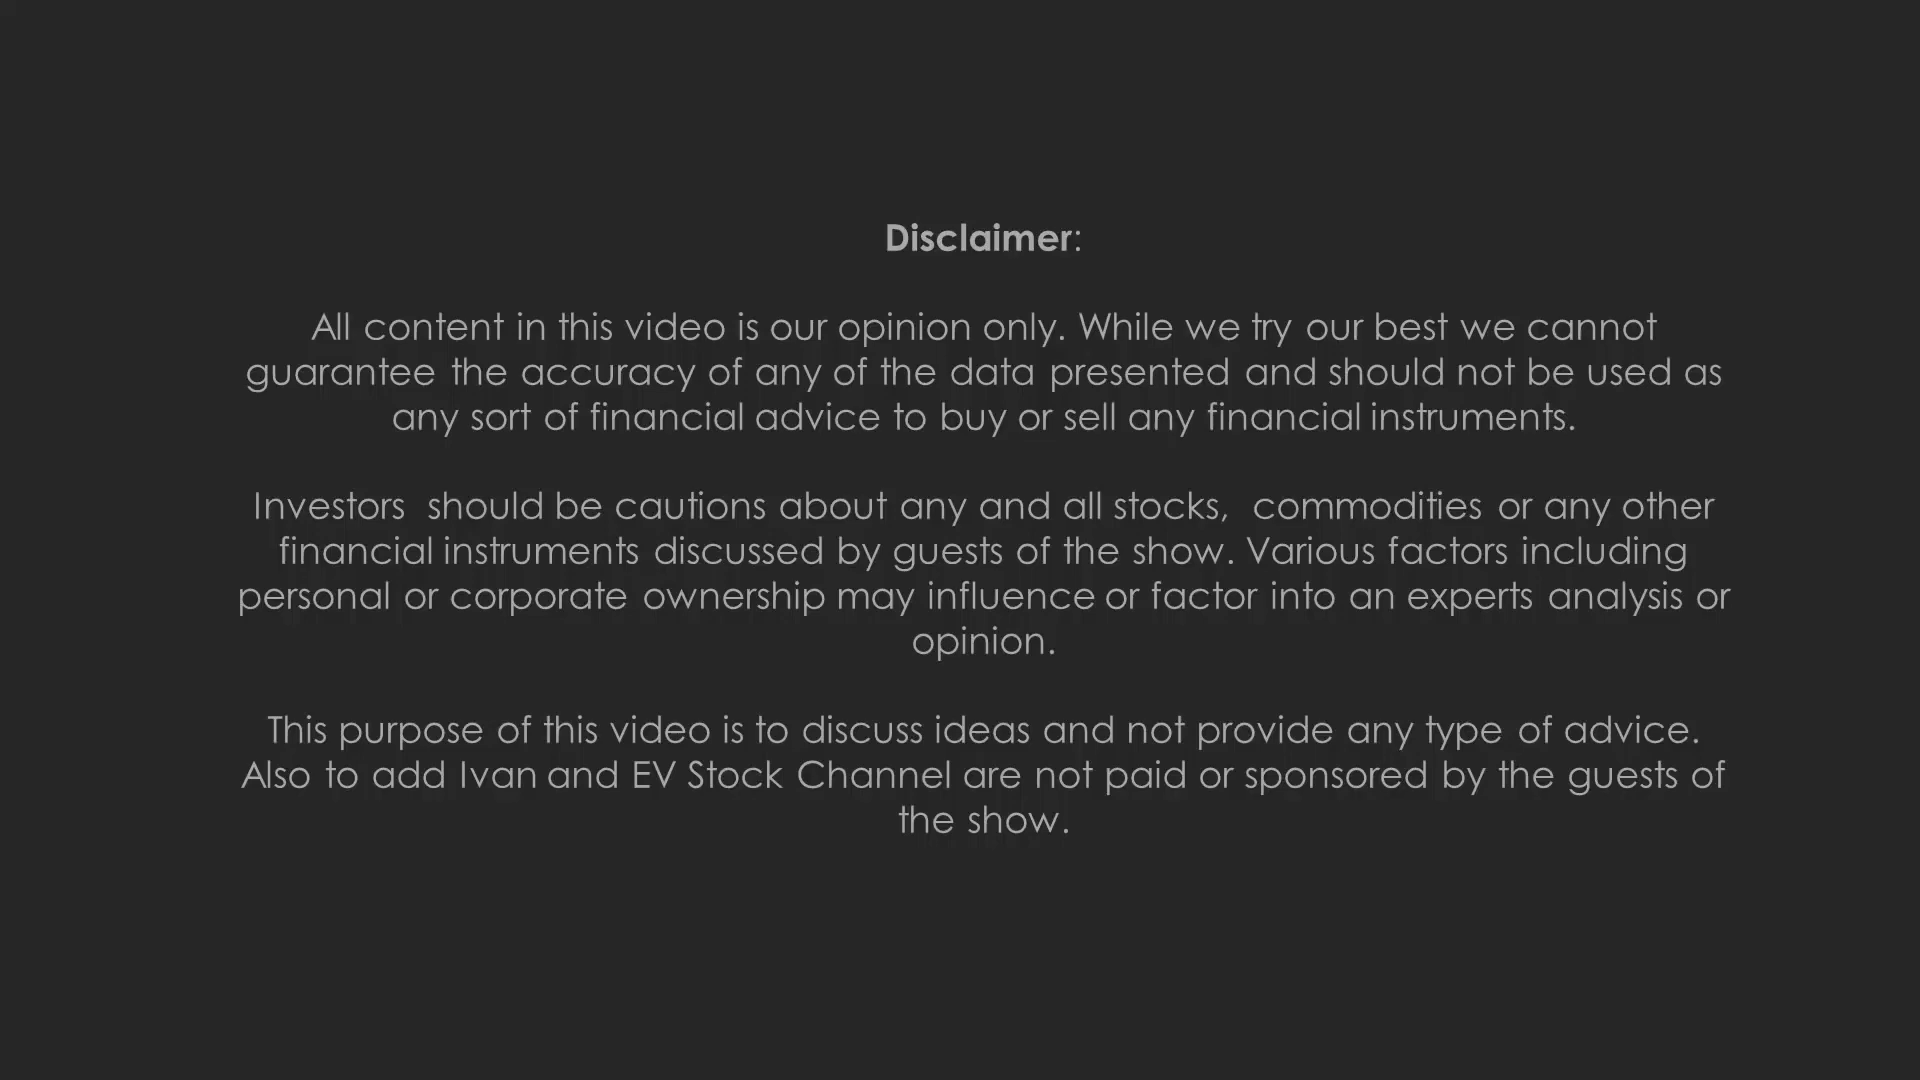 Disclaimer:
All content in this video is our opinion only. While we try our best we cannot
guarantee the accuracy of any of the data presented and should not be used as
any sort of financial advice to buy or sell any financial instruments.
Investors should be cautions about any and all stocks, commodities or any other
financial instruments discussed by guests of the show. Various factors including
personal or corporate ownership may influence or factor into an experts analysis or
opinion.
This purpose of this video is to discuss ideas and not provide any type of advice.
Also to add Ivan and EV Stock Channel are not paid or sponsored by the guests of
the show.